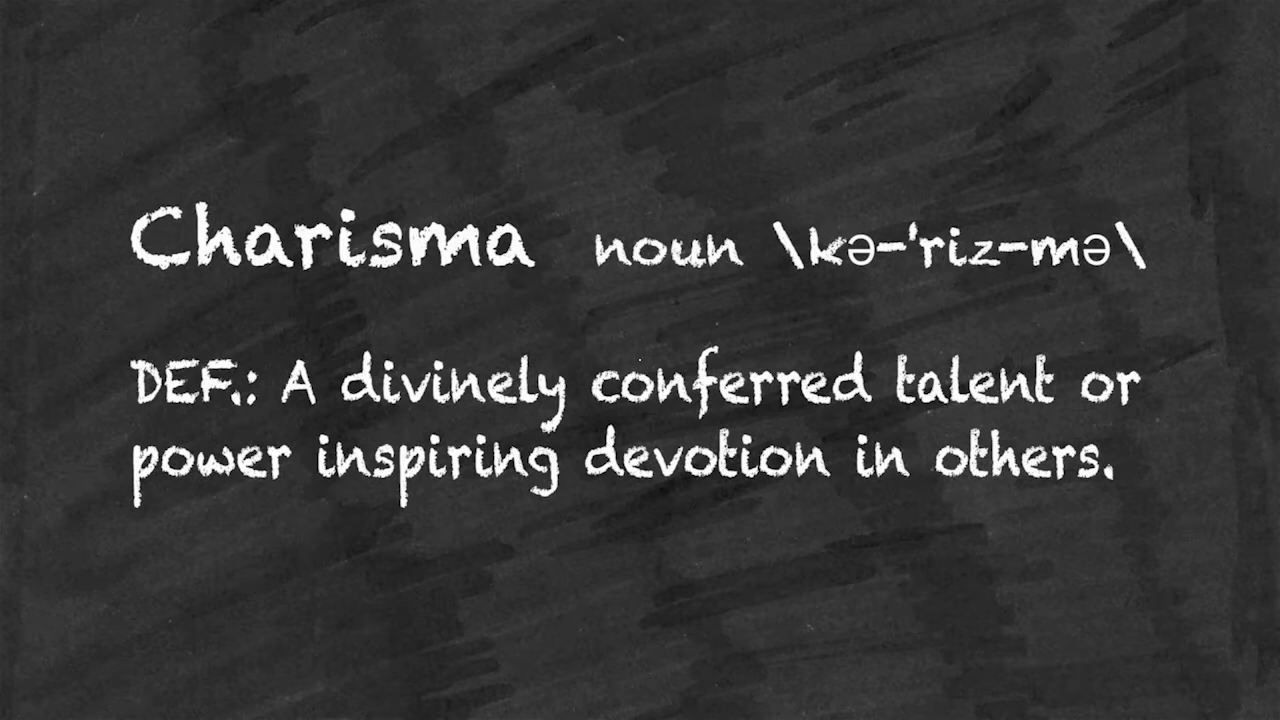 Charisma noun \kə-'riz-mə\
DEF.: A divinely conferred talent or
power inspiring devotion in others.